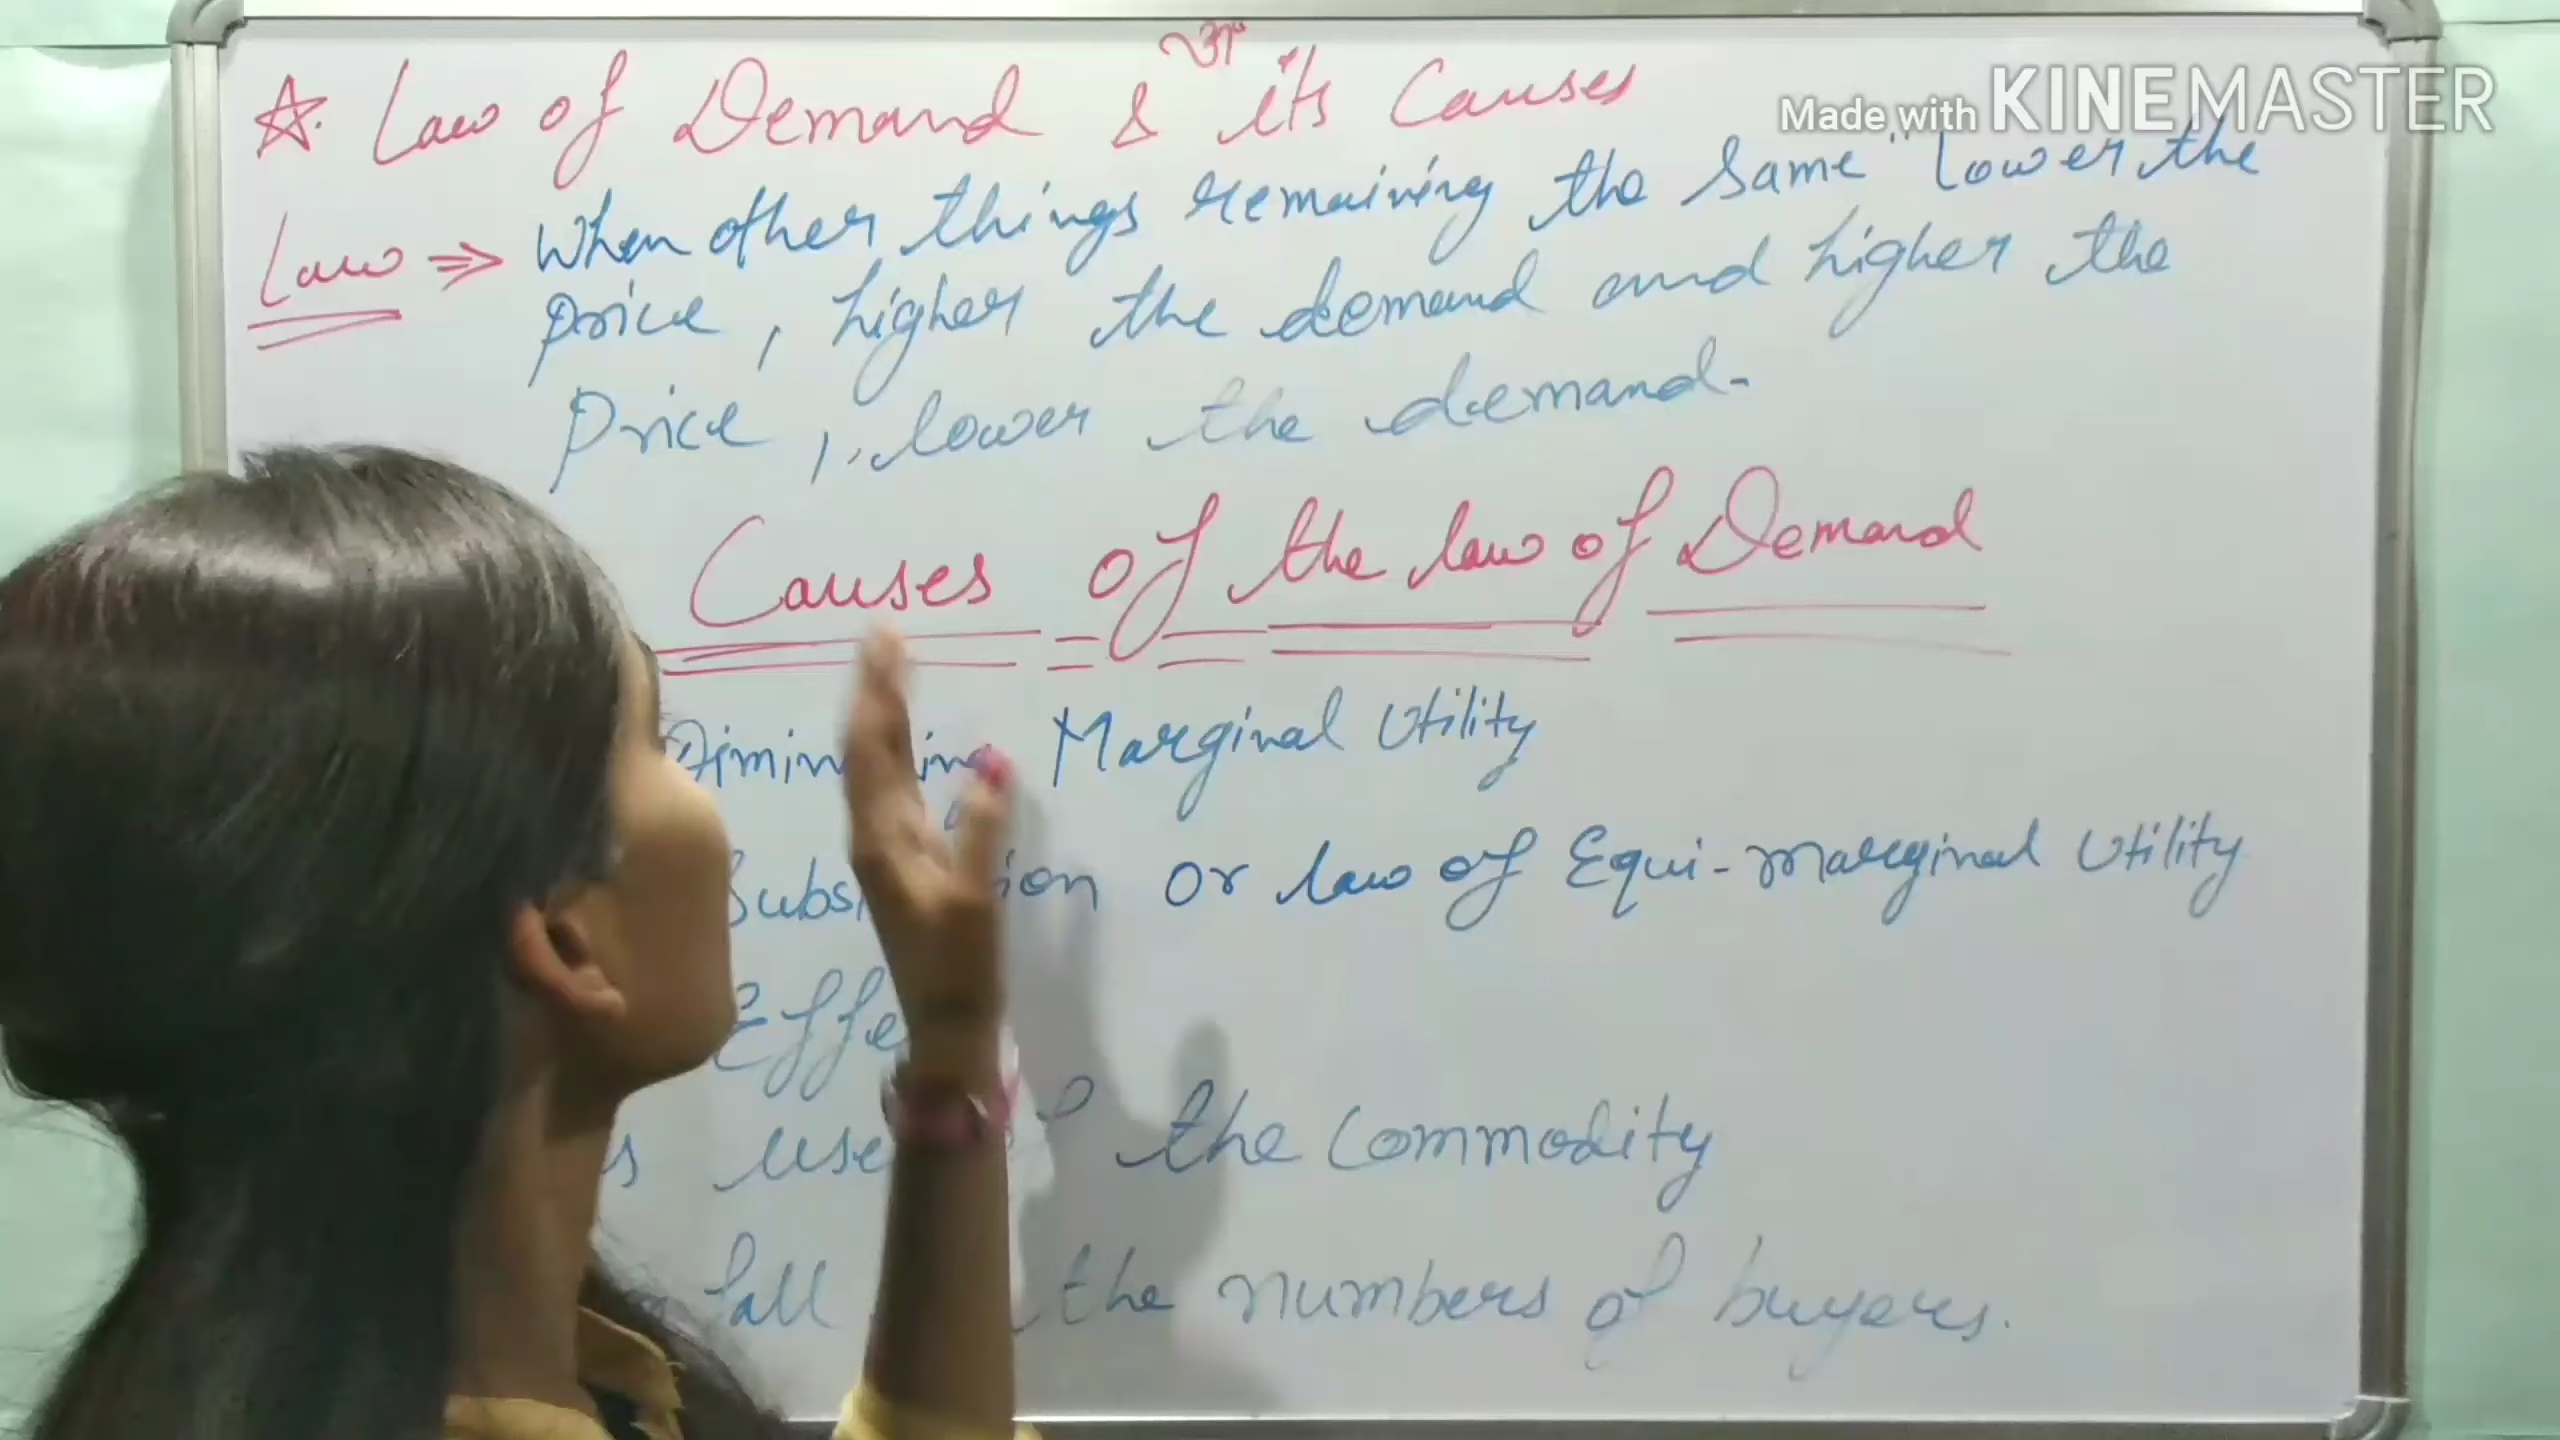 ॐ
☆. Law of Demand & its Causes
Made with KINEMASTER
Law ⇒ When other things remaining the same "lower the
price, higher the demand and higher the
Price, lower the demand.
Causes of the law of Demand
Marginal Utility
or law of Equi-marginal Utility
use the Commodity
fall the numbers of buyers.